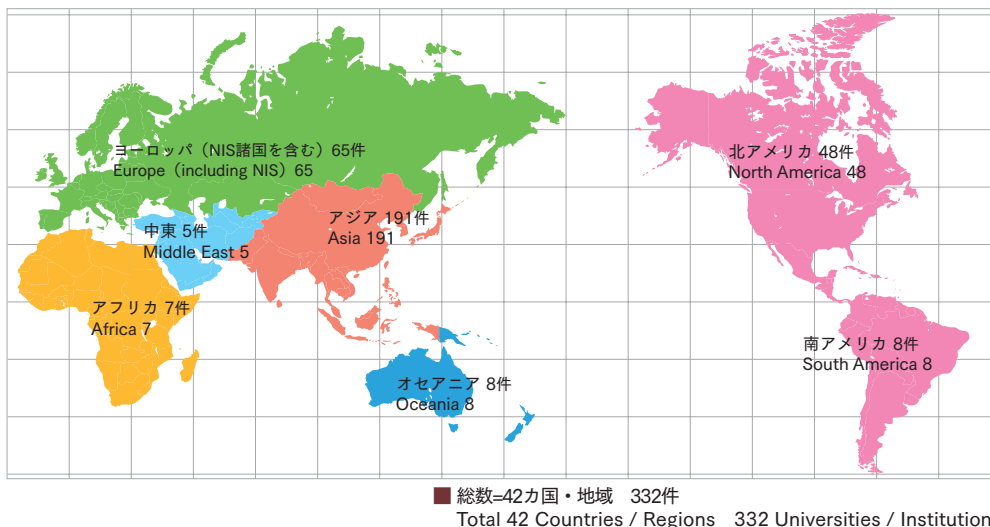 ヨーロッパ（NIS諸国を含む）65件
Europe（including NIS）65
北アメリカ 48件
North America 48
アジア 191件
Asia 191
中東 5件
Middle East 5
アフリカ 7件
Africa 7
南アメリカ 8件
South America 8
オセアニア 8件
Oceania 8
総数=42カ国・地域　332件
Total 42 Countries / Regions　332 Universities / Institution